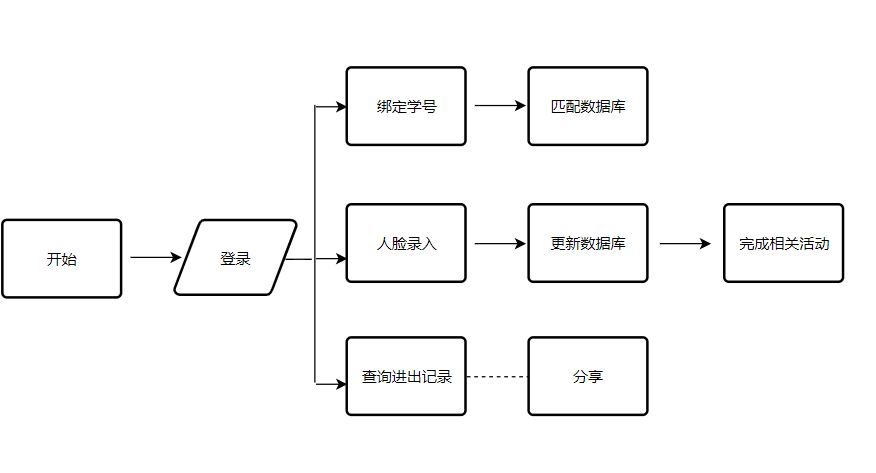 开始
登录
绑定学号
匹配数据库
人脸录入
更新数据库
完成相关活动
查询进出记录
分享